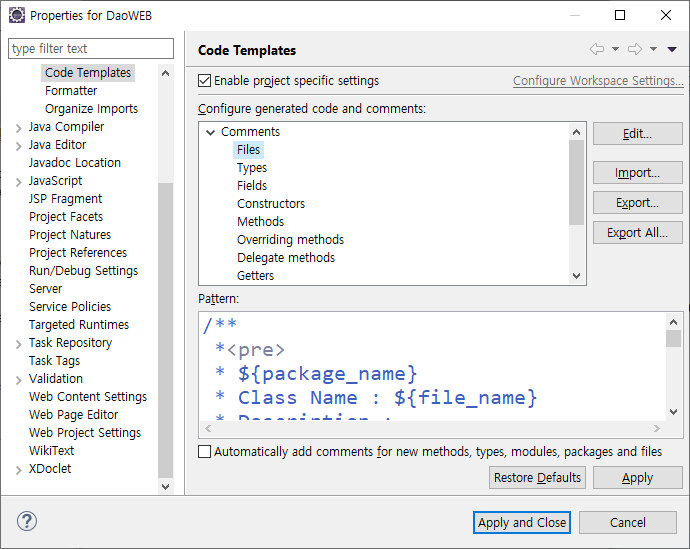 Properties for DaoWEB
type filter text
Code Templates
Formatter
Organize Imports
Java Compiler
Java Editor
Javadoc Location
JavaScript
JSP Fragment
Project Facets
Project Natures
Project References
Run/Debug Settings
Server
Service Policies
Targeted Runtimes
Task Repository
Task Tags
Validation
Web Content Settings
Web Page Editor
Web Project Settings
WikiText
XDoclet
Code Templates
Enable project specific settings
Configure Workspace Settings...
Configure generated code and comments:
Comments
Files
Types
Fields
Constructors
Methods
Overriding methods
Delegate methods
Getters
Edit...
Import...
Export...
Export All...
Pattern:
/**
*<pre>
* ${package_name}
* Class Name : ${file_name}
* Description :
Automatically add comments for new methods, types, modules, packages and files
Restore Defaults
Apply
Apply and Close
Cancel